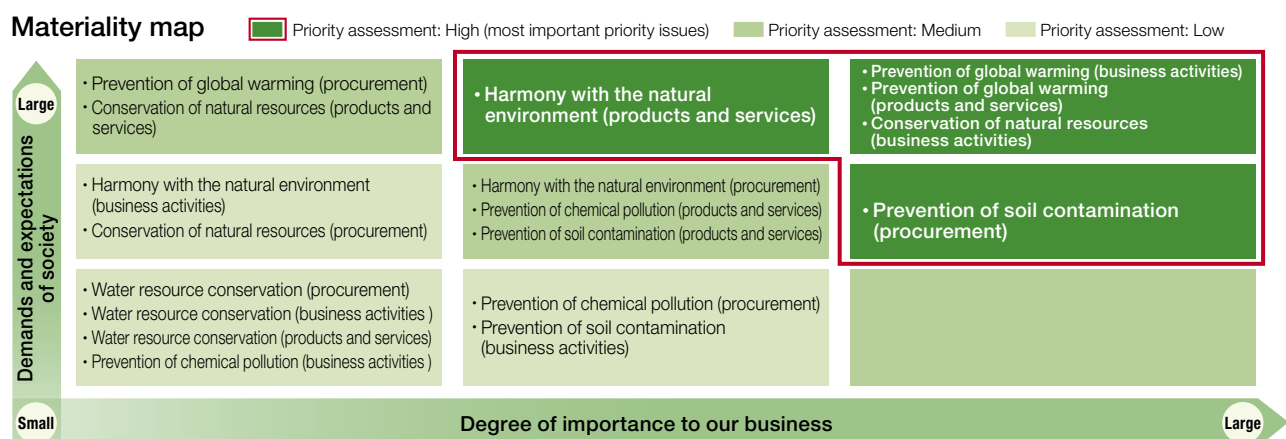 Materiality map
Priority assessment: High (most important priority issues)
Priority assessment: Medium
Priority assessment: Low
Large
Demands and expectations
of society
• Prevention of global warming (procurement)
• Conservation of natural resources (products and
services)
• Harmony with the natural
environment (products and services)
• Prevention of global warming (business activities)
• Prevention of global warming
(products and services)
• Conservation of natural resources
(business activities)
• Harmony with the natural environment
(business activities)
• Conservation of natural resources (procurement)
• Harmony with the natural environment (procurement)
• Prevention of chemical pollution (products and services)
• Prevention of soil contamination (products and services)
• Prevention of soil contamination
(procurement)
• Water resource conservation (procurement)
• Water resource conservation (business activities )
• Water resource conservation (products and services)
• Prevention of chemical pollution (business activities )
• Prevention of chemical pollution (procurement)
• Prevention of soil contamination
(business activities)
Small
Degree of importance to our business
Large